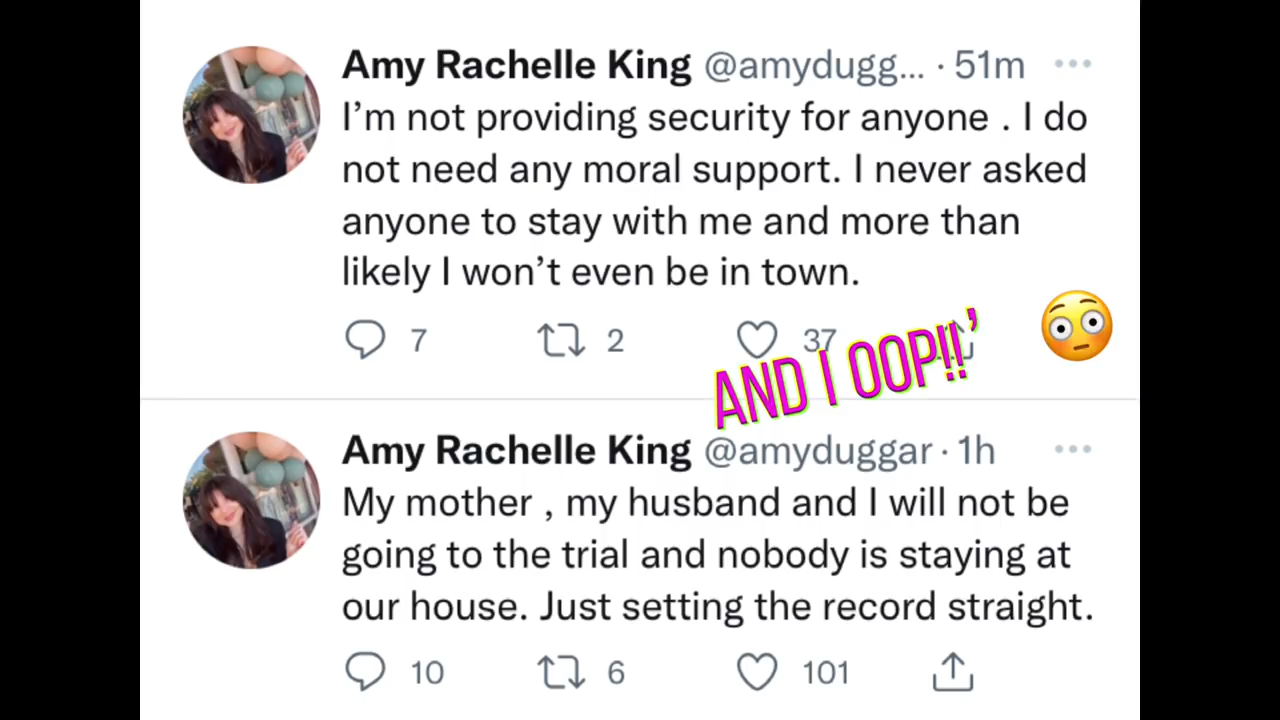 Amy Rachelle King @amydugg... · 51m
I'm not providing security for anyone . I do
not need any moral support. I never asked
anyone to stay with me and more than
likely I won't even be in town.
7 2 37
AND I OOP!!'
Amy Rachelle King @amyduggar · 1h
My mother , my husband and I will not be
going to the trial and nobody is staying at
our house. Just setting the record straight.
10 6 101